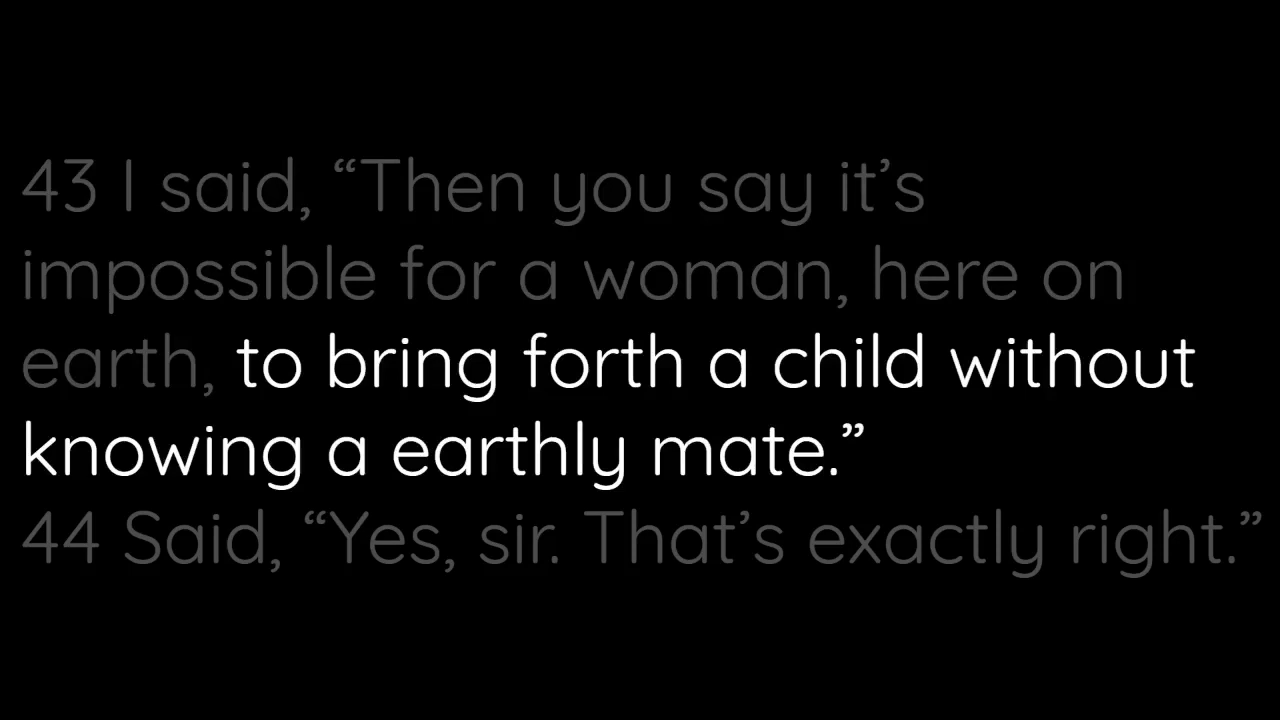 43 I said, “Then you say it’s
impossible for a woman, here on
earth, to bring forth a child without
knowing a earthly mate.”
44 Said, “Yes, sir. That’s exactly right.”